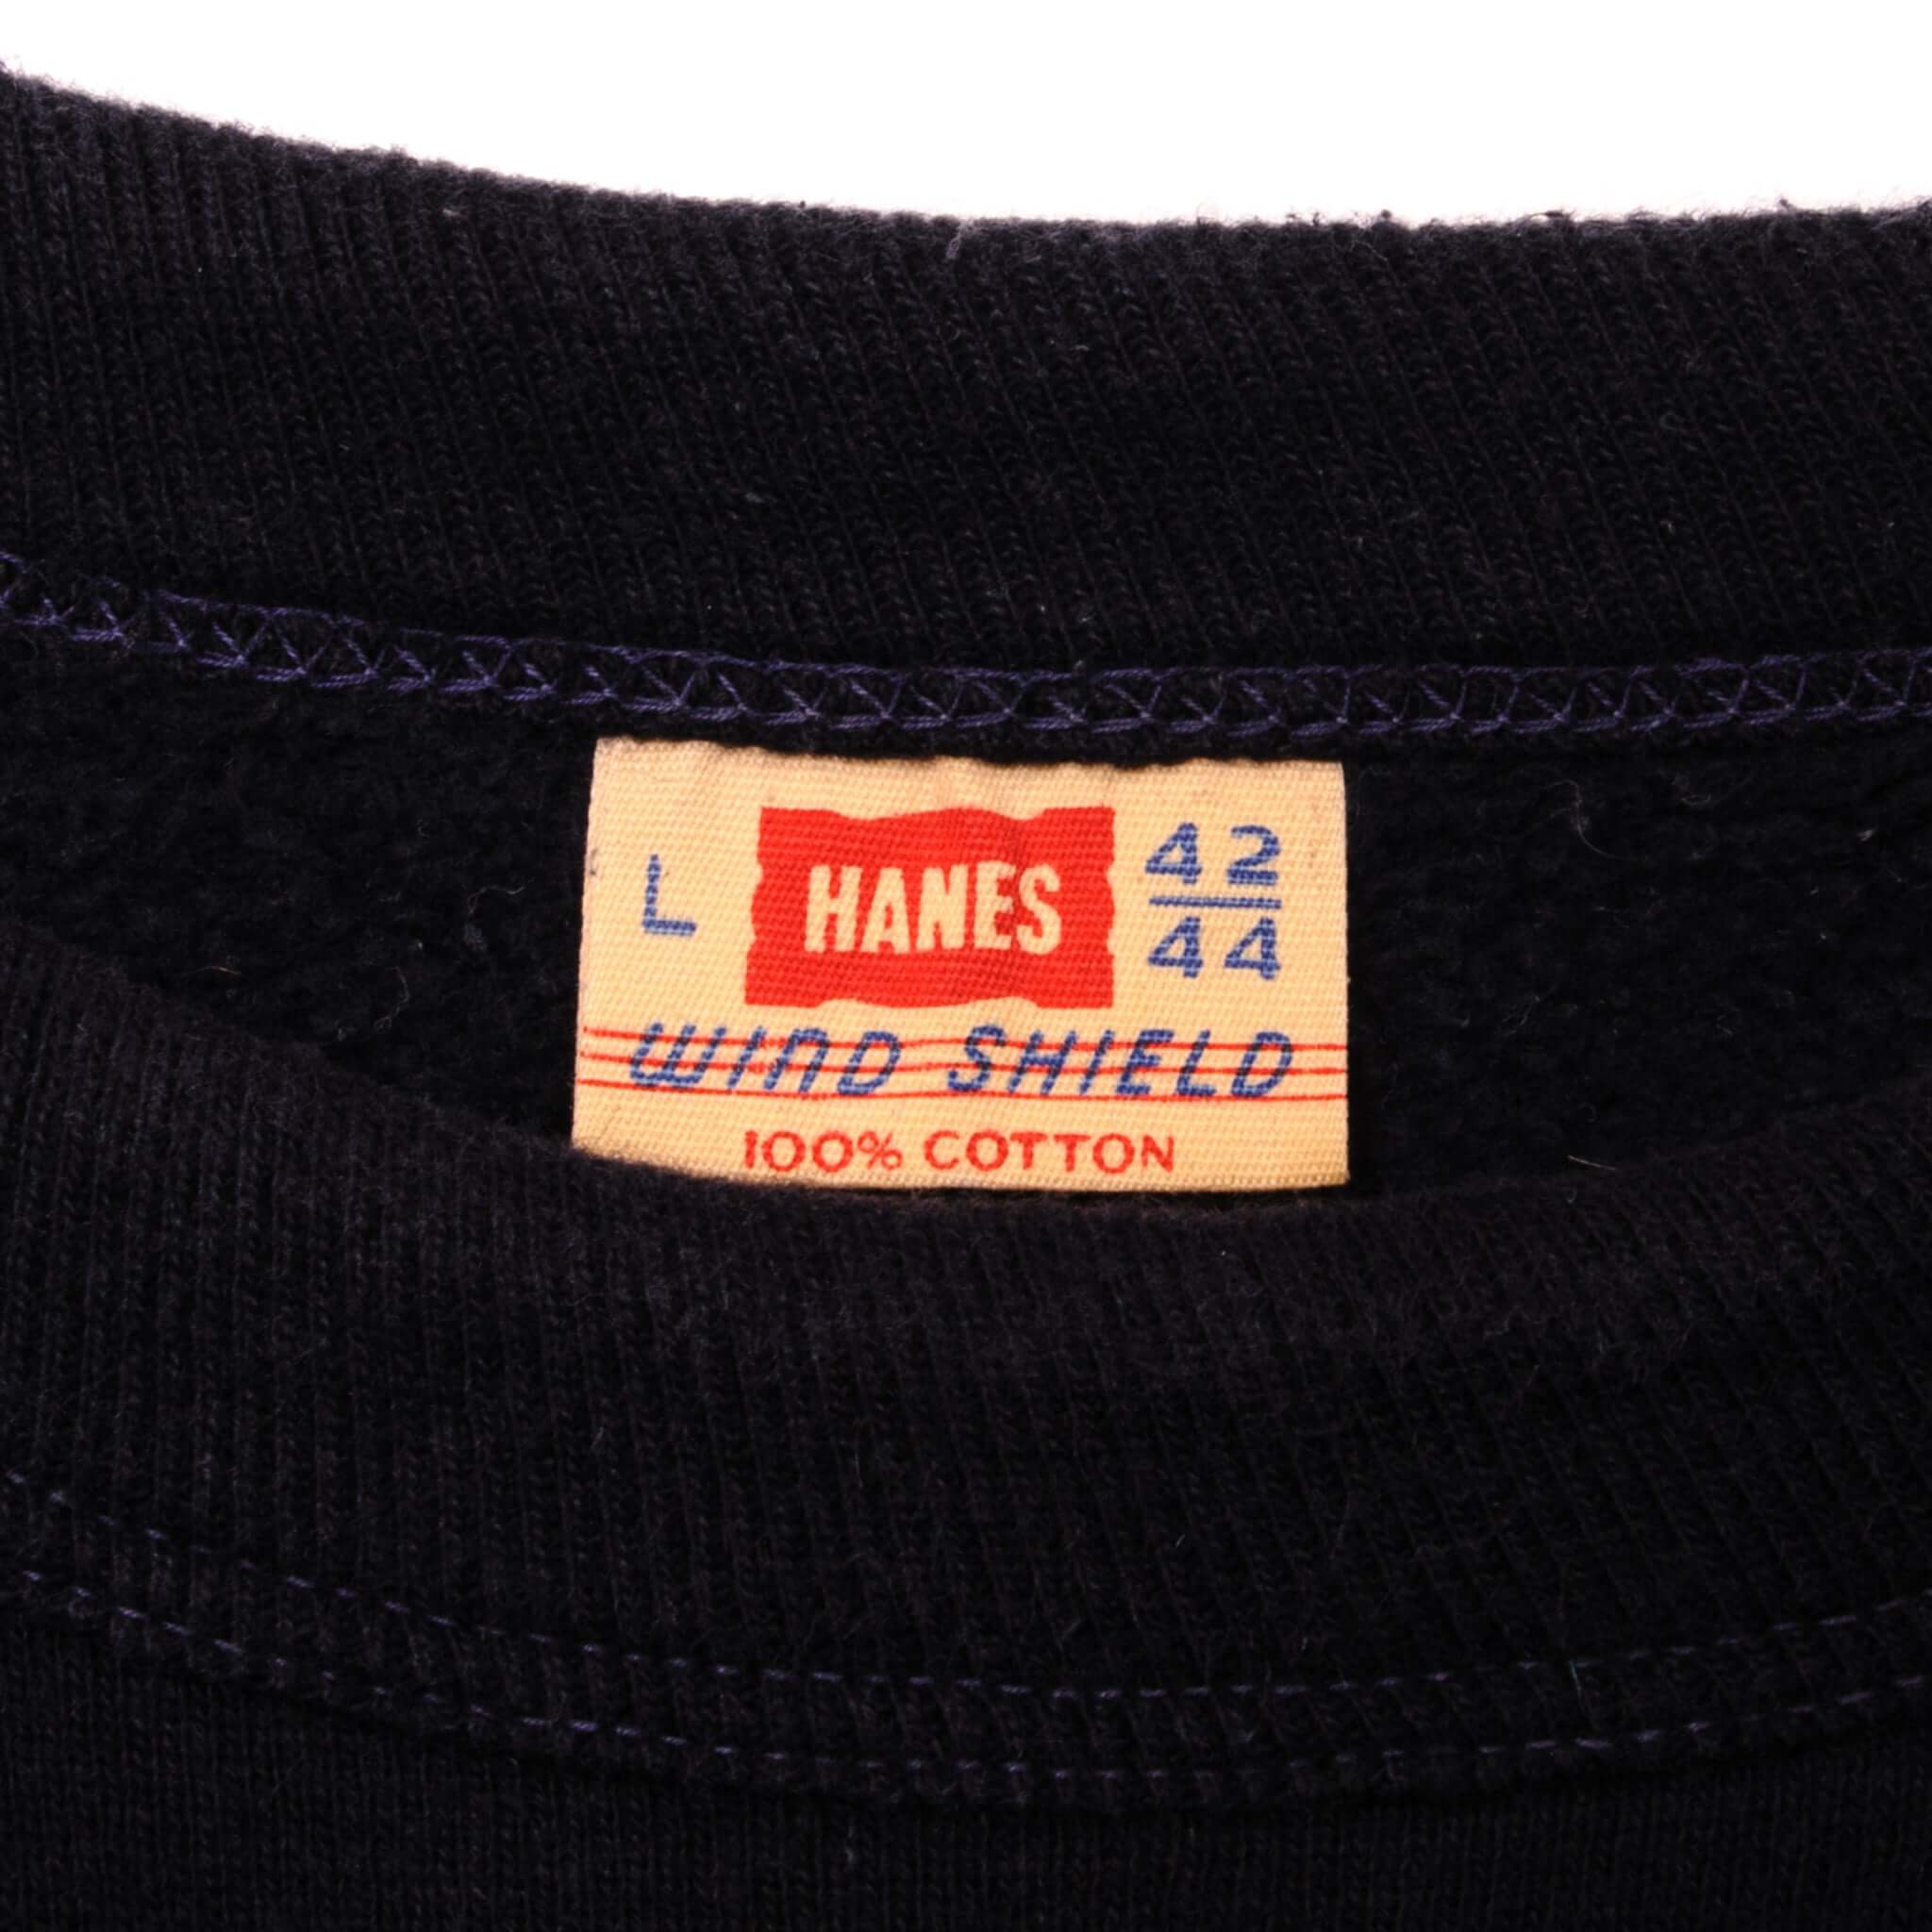 L
HANES
42
44
WIND SHIELD
100% COTTON